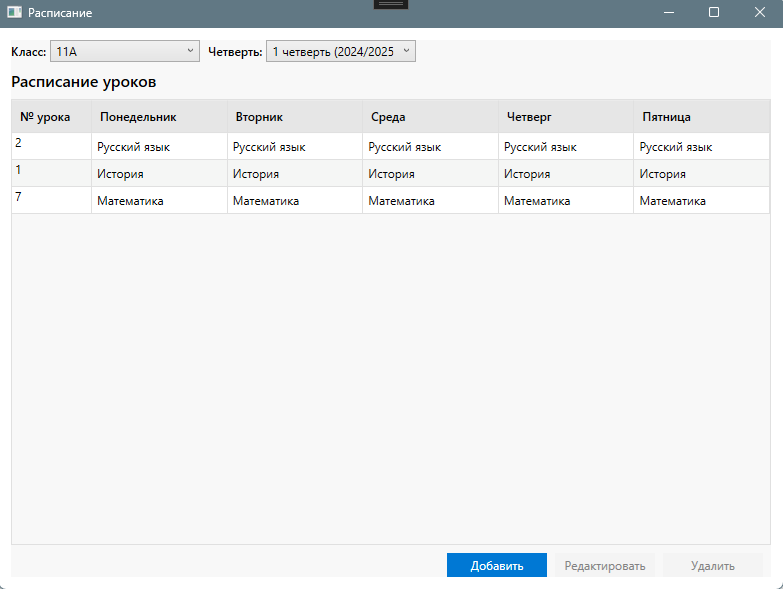 Расписание
Класс: 11А Четверть: 1 четверть (2024/2025
Расписание уроков
№ урока Понедельник Вторник Среда Четверг Пятница
2 Русский язык Русский язык Русский язык Русский язык Русский язык
1 История История История История История
7 Математика Математика Математика Математика Математика
Добавить Редактировать Удалить